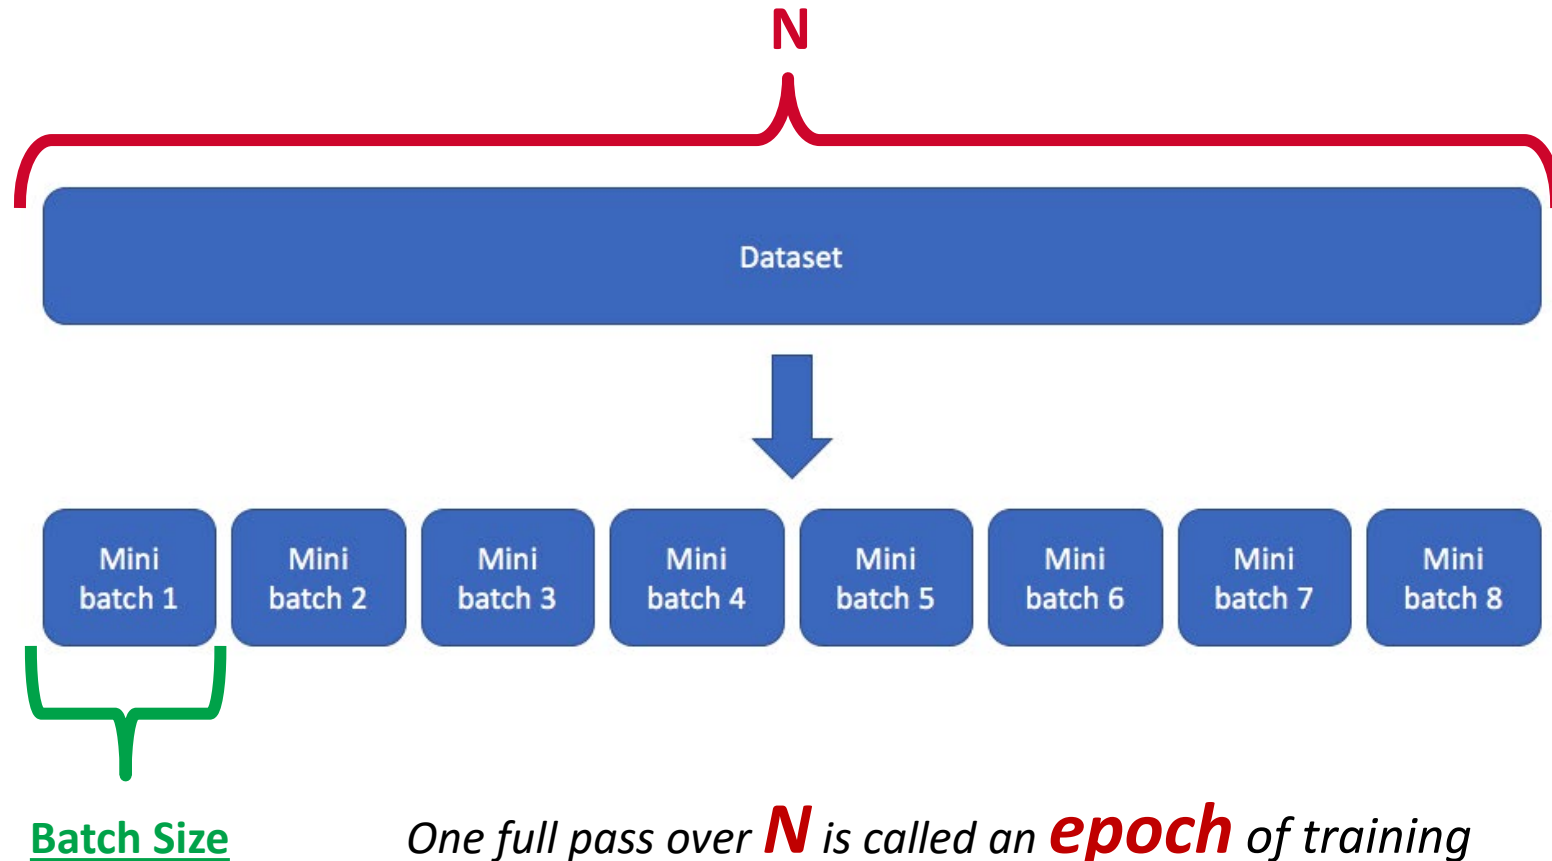 N
Dataset
Mini
batch 1
Mini
batch 2
Mini
batch 3
Mini
batch 4
Mini
batch 5
Mini
batch 6
Mini
batch 7
Mini
batch 8
Batch Size
One full pass over N is called an epoch of training